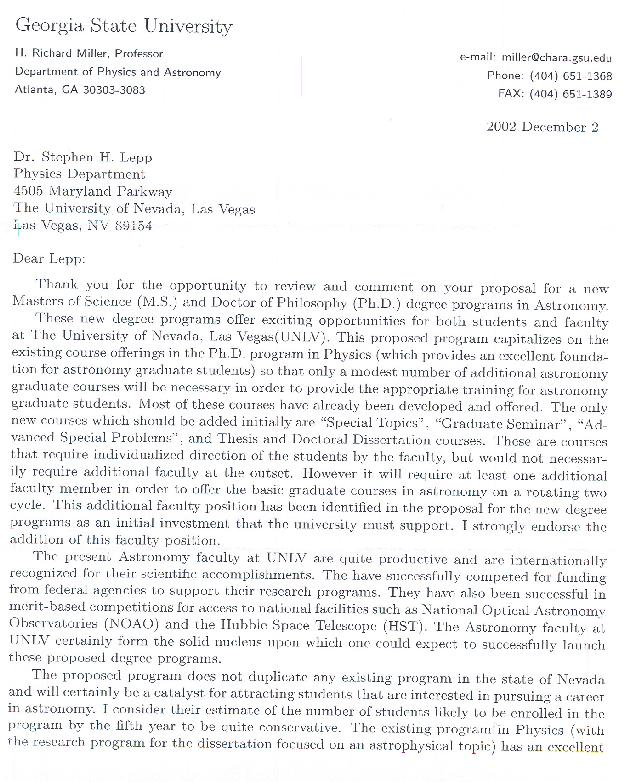 Georgia State University
H. Richard Miller, Professor
Department of Physics and Astronomy
Atlanta, GA 30303-3083
e-mail: miller@chara.gsu.edu
Phone: (404) 651-1368
FAX: (404) 651-1389
2002 December 2
Dr. Stephen H. Lepp
Physics Department
4505 Maryland Parkway
The University of Nevada, Las Vegas
Las Vegas, NV 89154
Dear Lepp:
Thank you for the opportunity to review and comment on your proposal for a new
Masters of Science (M.S.) and Doctor of Philosophy (Ph.D.) degree programs in Astronomy.
These new degree programs offer exciting opportunities for both students and faculty
at The University of Nevada, Las Vegas(UNLV). This proposed program capitalizes on the
existing course offerings in the Ph.D. program in Physics (which provides an excellent founda-
tion for astronomy graduate students) so that only a modest number of additional astronomy
graduate courses will be necessary in order to provide the appropriate training for astronomy
graduate students. Most of these courses have already been developed and offered. The only
new courses which should be added initially are "Special Topics", "Graduate Seminar", "Ad-
vanced Special Problems", and Thesis and Doctoral Dissertation courses. These are courses
that require individualized direction of the students by the faculty, but would not necessar-
ily require additional faculty at the outset. However it will require at least one additional
faculty member in order to offer the basic graduate courses in astronomy on a rotating two
cycle. This additional faculty position has been identified in the proposal for the new degree
programs as an initial investment that the university must support. I strongly endorse the
addition of this faculty position.
The present Astronomy faculty at UNLV are quite productive and are internationally
recognized for their scientific accomplishments. The have successfully competed for funding
from federal agencies to support their research programs. They have also been successful in
merit-based competitions for access to national facilities such as National Optical Astronomy
Observatories (NOAO) and the Hubble Space Telescope (HST). The Astronomy faculty at
UNLV certainly form the solid nucleus upon which one could expect to successfully launch
these proposed degree programs.
The proposed program does not duplicate any existing program in the state of Nevada
and will certainly be a catalyst for attracting students that are interested in pursuing a career
in astronomy. I consider their estimate of the number of students likely to be enrolled in the
program by the fifth year to be quite conservative. The existing program in Physics (with
the research program for the dissertation focused on an astrophysical topic) has an excellent